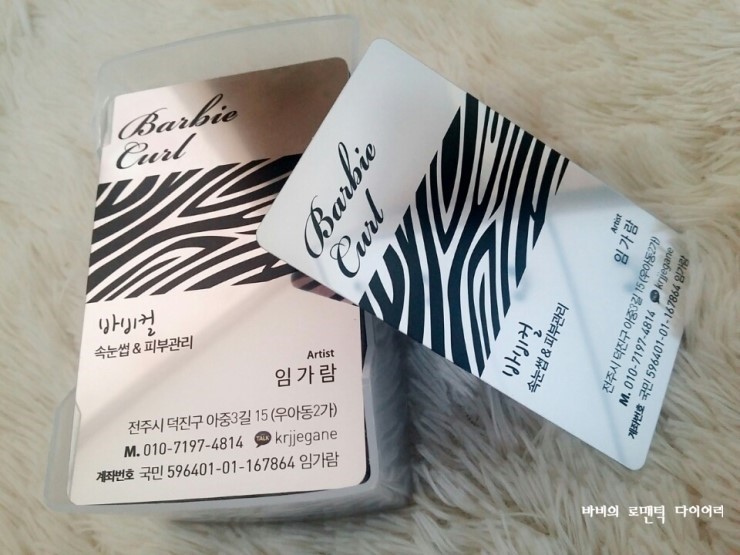 Barbie
Curl
바비컬
속눈썹 & 피부관리
Artist
임가람
전주시 덕진구 아중3길 15 (우아동2가)
M. 010-7197-4814 TALK krjjegane
계좌번호 국민 596401-01-167864 임가람
Barbie
Curl
바비컬
속눈썹 & 피부관리
Artist
임가람
전주시 덕진구 아중3길 15 (우아동2가)
M. 010-7197-4814 krjjegane
계좌번호 국민 596401-01-167864 임가람
바비의 로맨틱 다이어리